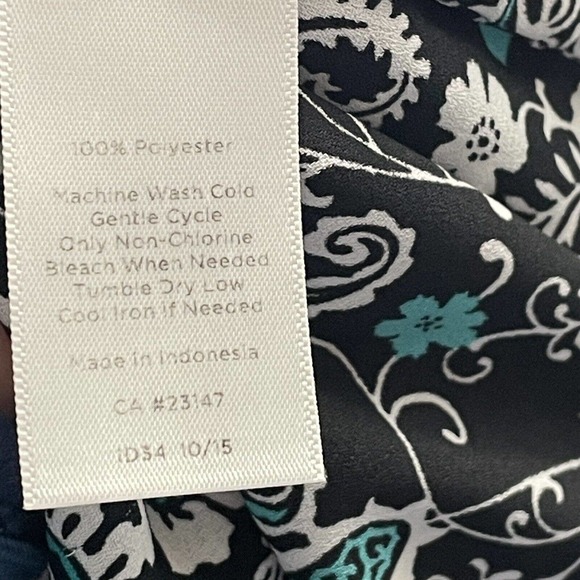 100% Polyester
Machine Wash Cold
Gentle Cycle
Only Non-Chlorine
Bleach When Needed
Tumble Dry Low
Cool Iron If Needed
Made in Indonesia
CA #23147
ID34 10/15